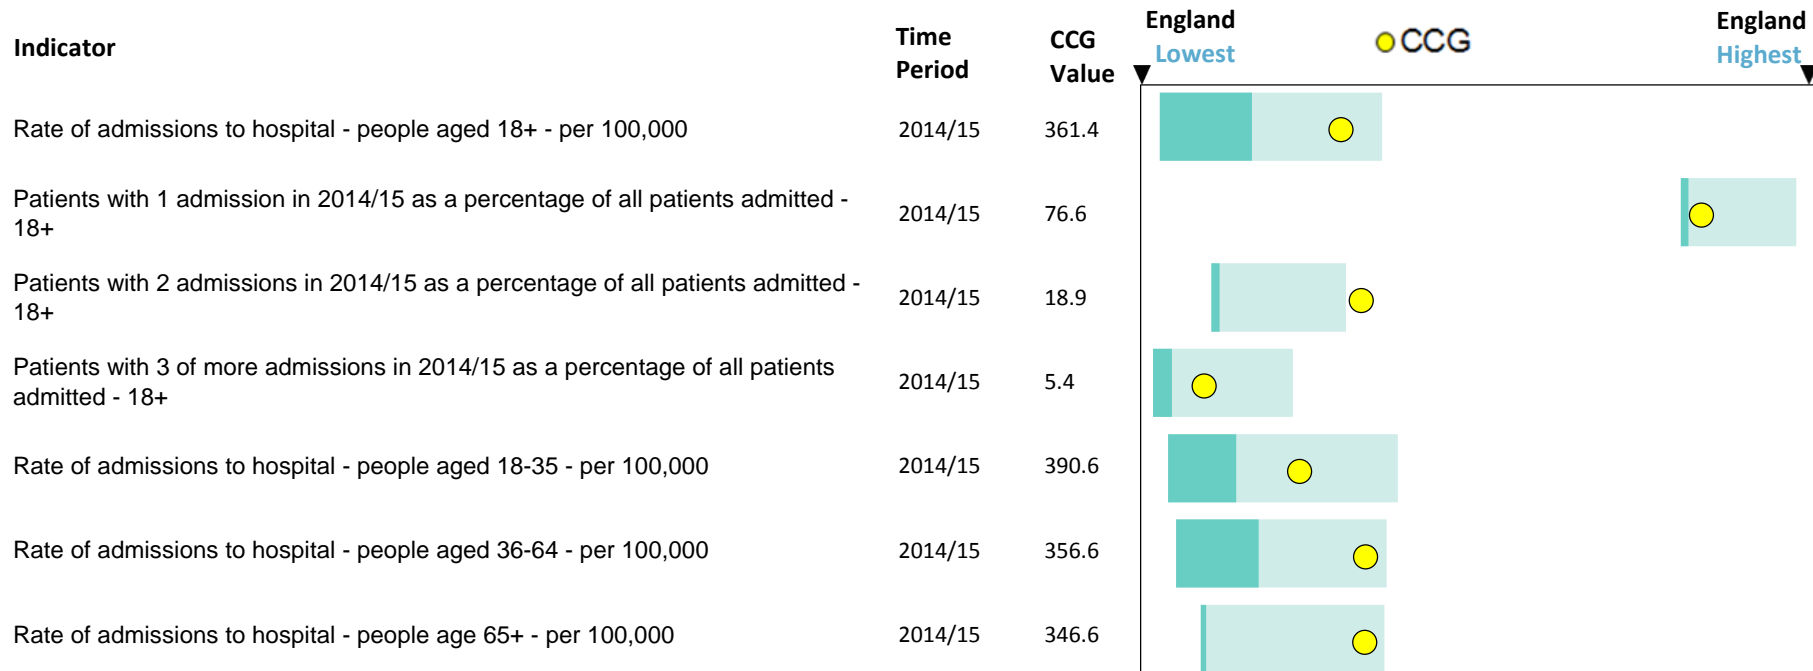 Indicator
Time
Period
CCG
Value
England
Lowest
CCG
England
Highest
Rate of admissions to hospital - people aged 18+ - per 100,000
2014/15
361.4
Patients with 1 admission in 2014/15 as a percentage of all patients admitted -
18+
2014/15
76.6
Patients with 2 admissions in 2014/15 as a percentage of all patients admitted -
18+
2014/15
18.9
Patients with 3 of more admissions in 2014/15 as a percentage of all patients
admitted - 18+
2014/15
5.4
Rate of admissions to hospital - people aged 18-35 - per 100,000
2014/15
390.6
Rate of admissions to hospital - people aged 36-64 - per 100,000
2014/15
356.6
Rate of admissions to hospital - people age 65+ - per 100,000
2014/15
346.6